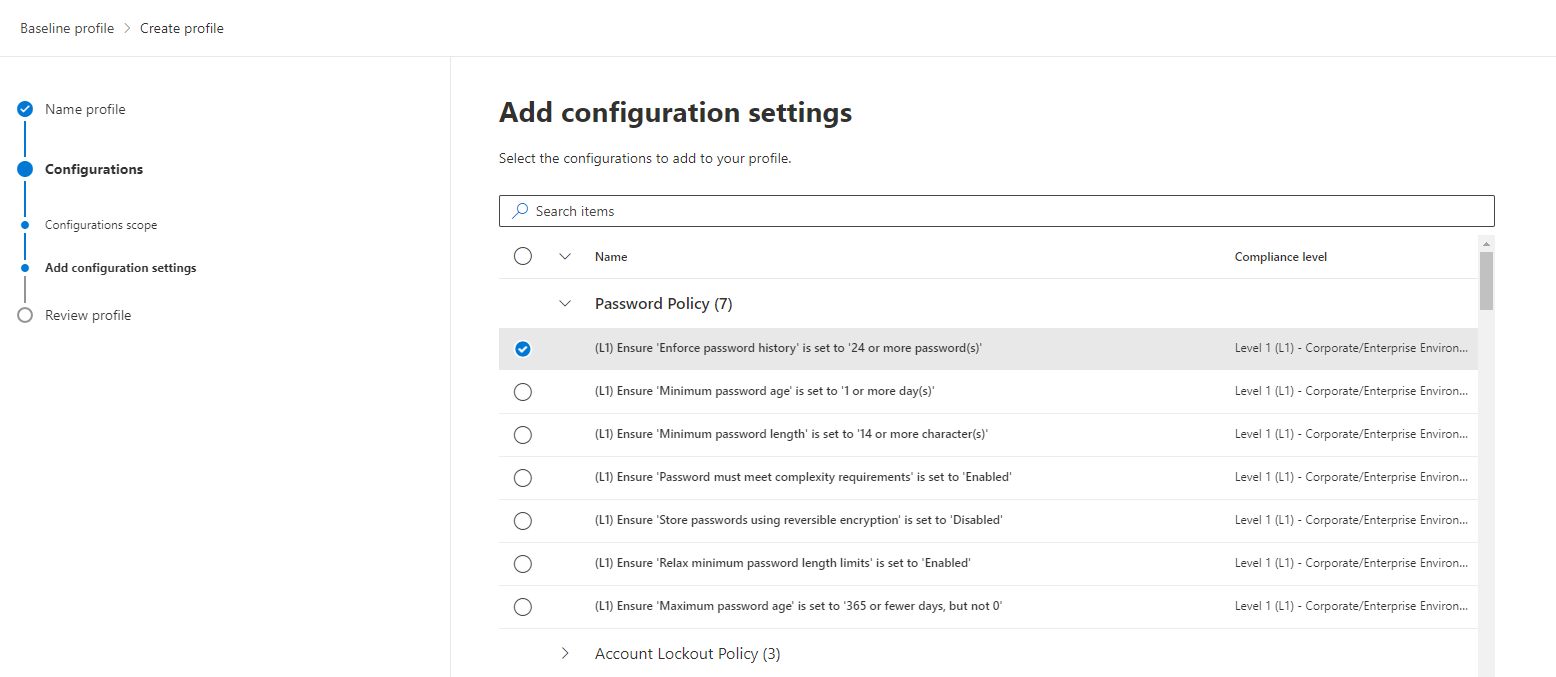 Baseline profile > Create profile
Name profile
Configurations
Configurations scope
Add configuration settings
Review profile
Add configuration settings
Select the configurations to add to your profile.
Search items
Name Compliance level
Password Policy (7)
(L1) Ensure 'Enforce password history' is set to '24 or more password(s)' Level 1 (L1) - Corporate/Enterprise Environ...
(L1) Ensure 'Minimum password age' is set to '1 or more day(s)' Level 1 (L1) - Corporate/Enterprise Environ...
(L1) Ensure 'Minimum password length' is set to '14 or more character(s)' Level 1 (L1) - Corporate/Enterprise Environ...
(L1) Ensure 'Password must meet complexity requirements' is set to 'Enabled' Level 1 (L1) - Corporate/Enterprise Environ...
(L1) Ensure 'Store passwords using reversible encryption' is set to 'Disabled' Level 1 (L1) - Corporate/Enterprise Environ...
(L1) Ensure 'Relax minimum password length limits' is set to 'Enabled' Level 1 (L1) - Corporate/Enterprise Environ...
(L1) Ensure 'Maximum password age' is set to '365 or fewer days, but not 0' Level 1 (L1) - Corporate/Enterprise Environ...
Account Lockout Policy (3)